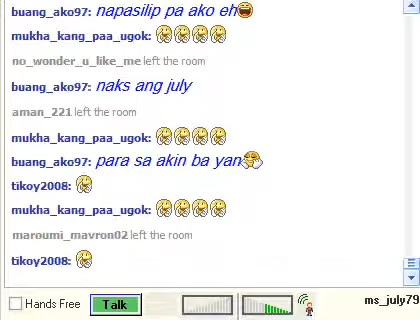 buang_ako97: napasilip pa ako eh
mukha_kang_paa_ugok:
no_wonder_u_like_me left the room
buang_ako97: naks ang july
aman_221 left the room
mukha_kang_paa_ugok:
buang_ako97: para sa akin ba yan
tikoy2008:
mukha_kang_paa_ugok:
maroumi_mavron02 left the room
tikoy2008:
Hands Free Talk ms_july79